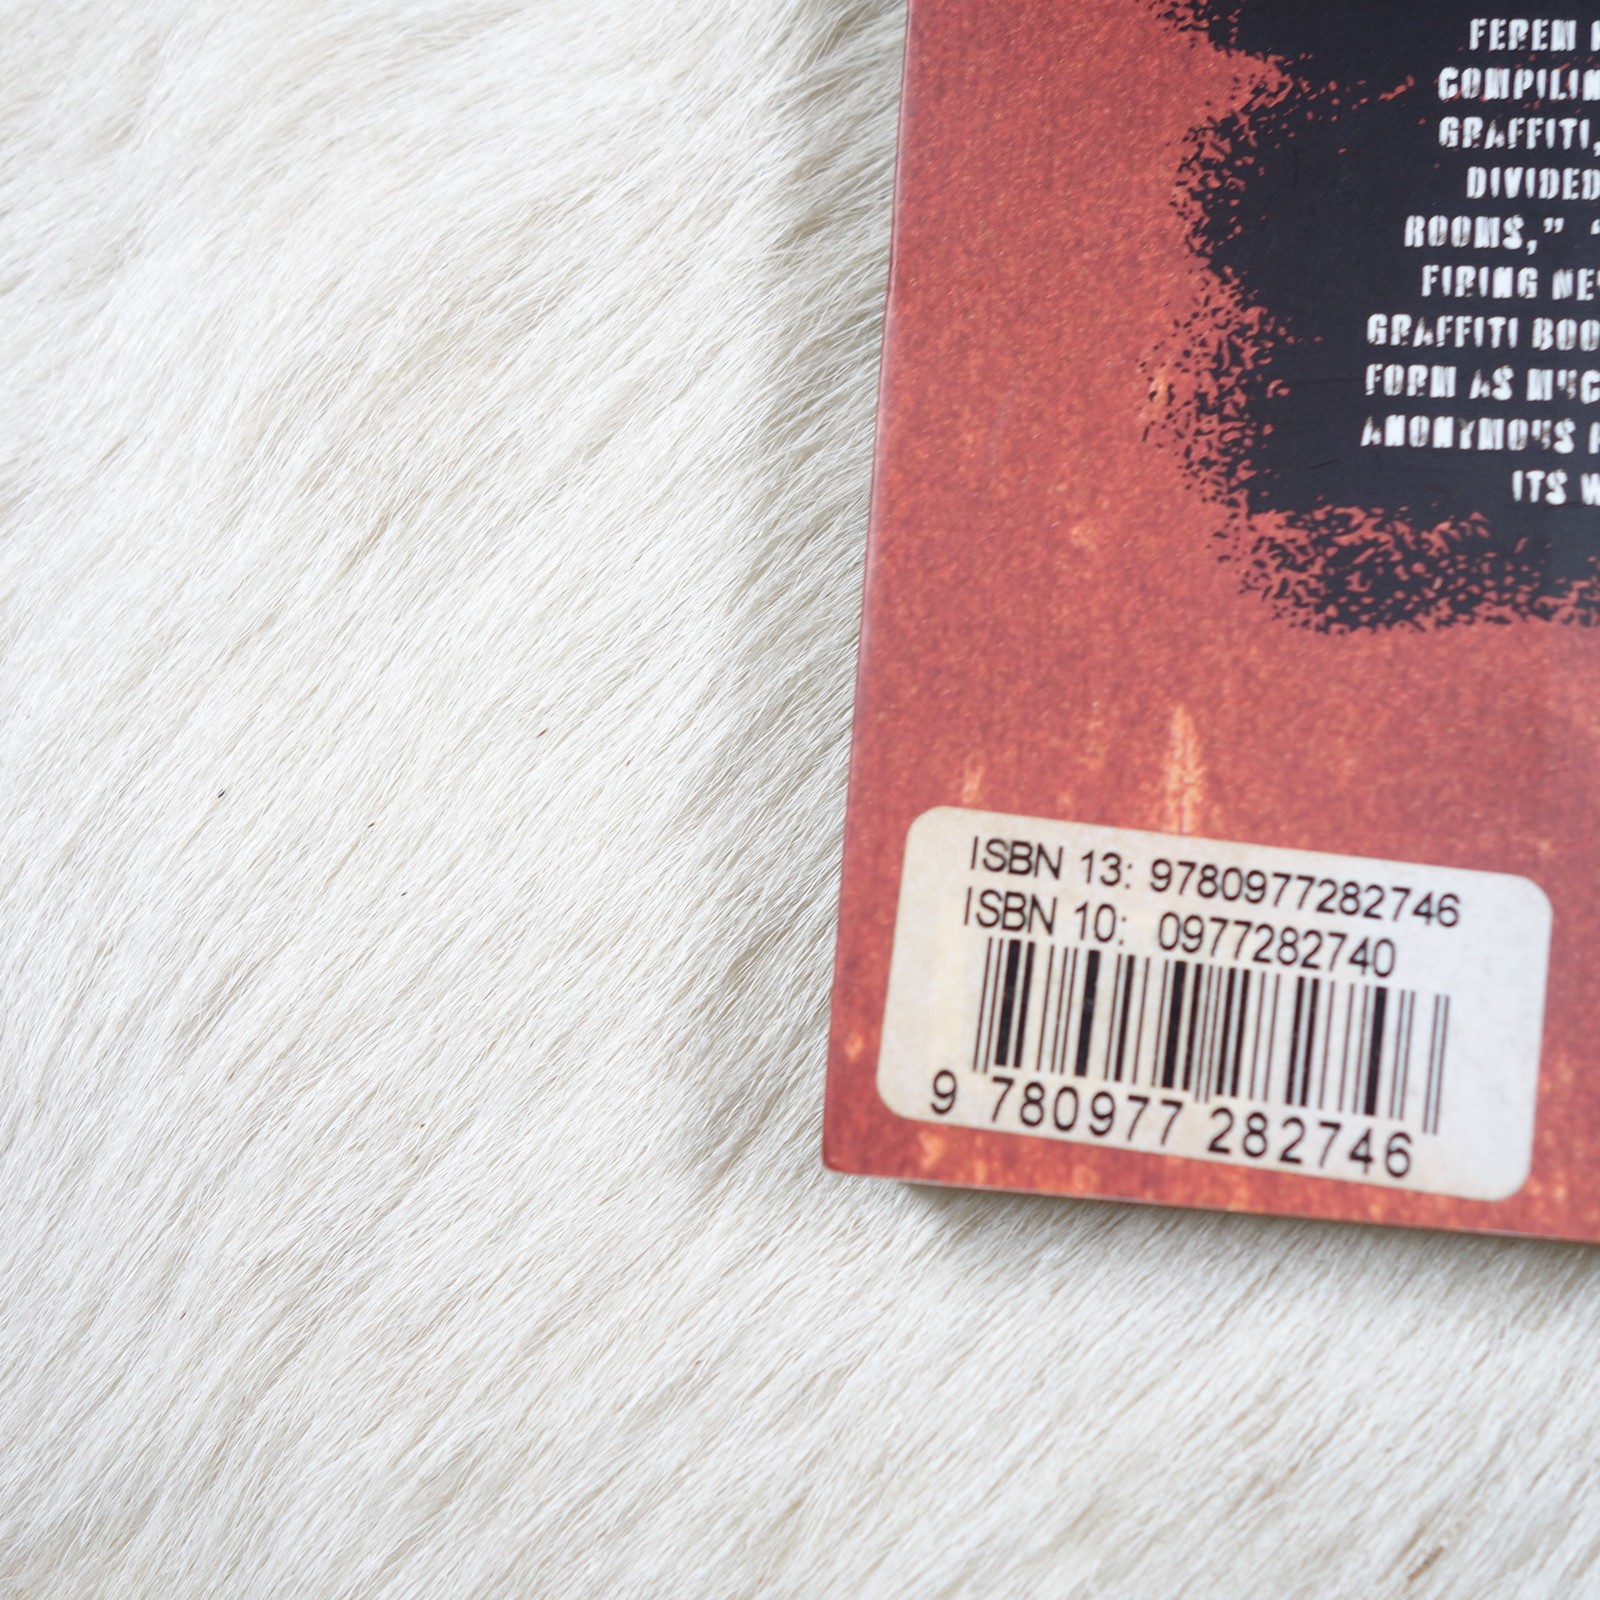 FEREM
COMPILIN
GRAFFITI,
DIVIDED
ROOMS,” “
FIRING NE
GRAFFITI BOO
FORM AS MUC
ANONYMOUS
ITS W
ISBN 13: 9780977282746
ISBN 10: 0977282740
9 780977 282746